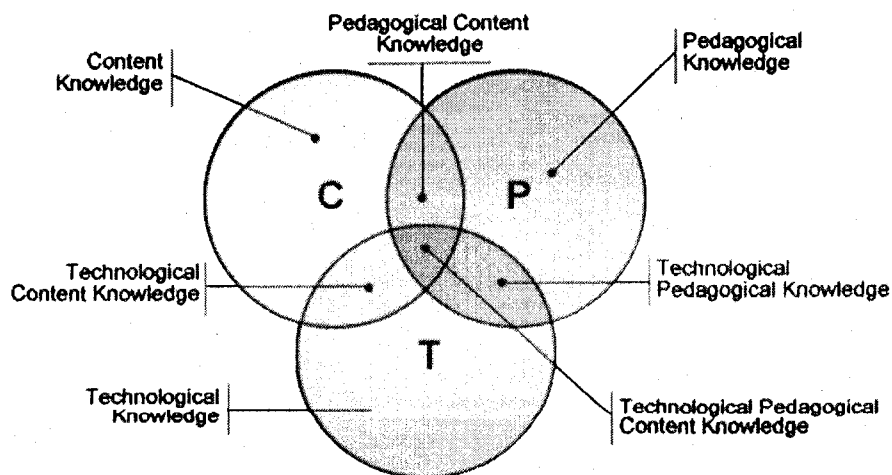 Pedagogical Content
Knowledge
Content
Knowledge
Pedagogical
Knowledge
C
P
Technological
Content Knowledge
Technological
Pedagogical Knowledge
T
Technological
Knowledge
Technological Pedagogical
Content Knowledge